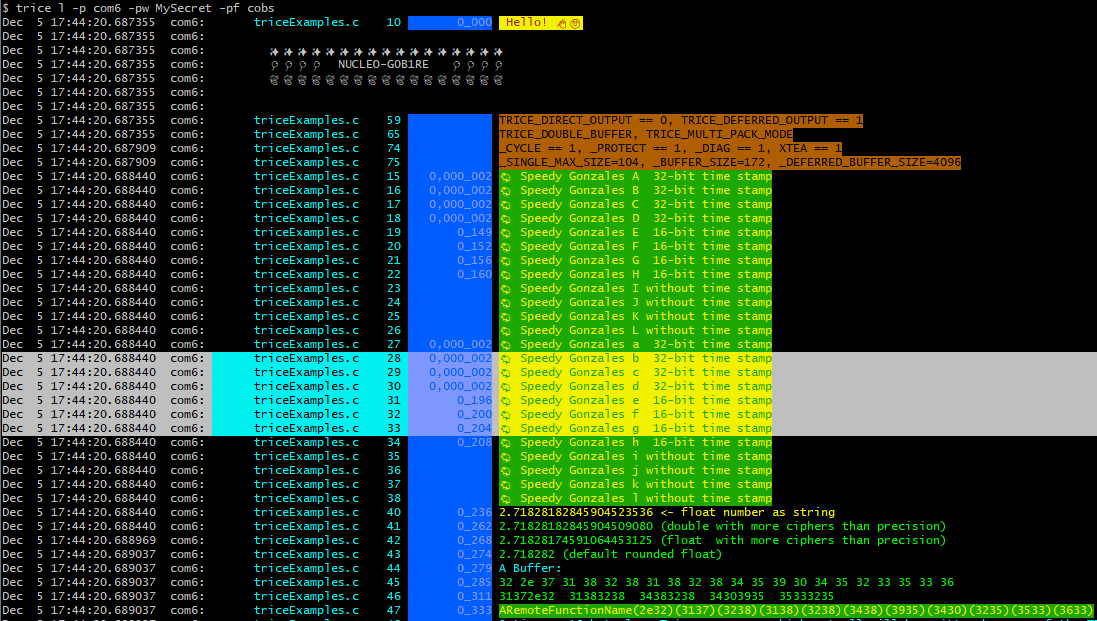 $ trice l -p com6 -pw MySecret -pf cobs
Dec 5 17:44:20.687355 com6: triceExamples.c 10 0_000 Hello! 👋🙂
Dec 5 17:44:20.687355 com6:
Dec 5 17:44:20.687355 com6:
Dec 5 17:44:20.687355 com6: NUCLEO-G0B1RE
Dec 5 17:44:20.687355 com6:
Dec 5 17:44:20.687355 com6:
Dec 5 17:44:20.687355 com6:
Dec 5 17:44:20.687355 com6: triceExamples.c 59 TRICE_DIRECT_OUTPUT == 0, TRICE_DEFERRED_OUTPUT == 1
Dec 5 17:44:20.687355 com6: triceExamples.c 65 TRICE_DOUBLE_BUFFER, TRICE_MULTI_PACK_MODE
Dec 5 17:44:20.687909 com6: triceExamples.c 74 _CYCLE == 1, _PROTECT == 1, _DIAG == 1, XTEA == 1
Dec 5 17:44:20.687909 com6: triceExamples.c 75 _SINGLE_MAX_SIZE=104, _BUFFER_SIZE=172, _DEFERRED_BUFFER_SIZE=4096
Dec 5 17:44:20.688440 com6: triceExamples.c 15 0,000_002 Speedy Gonzales A 32-bit time stamp
Dec 5 17:44:20.688440 com6: triceExamples.c 16 0,000_002 Speedy Gonzales B 32-bit time stamp
Dec 5 17:44:20.688440 com6: triceExamples.c 17 0,000_002 Speedy Gonzales C 32-bit time stamp
Dec 5 17:44:20.688440 com6: triceExamples.c 18 0,000_002 Speedy Gonzales D 32-bit time stamp
Dec 5 17:44:20.688440 com6: triceExamples.c 19 0_149 Speedy Gonzales E 16-bit time stamp
Dec 5 17:44:20.688440 com6: triceExamples.c 20 0_152 Speedy Gonzales F 16-bit time stamp
Dec 5 17:44:20.688440 com6: triceExamples.c 21 0_156 Speedy Gonzales G 16-bit time stamp
Dec 5 17:44:20.688440 com6: triceExamples.c 22 0_160 Speedy Gonzales H 16-bit time stamp
Dec 5 17:44:20.688440 com6: triceExamples.c 23 Speedy Gonzales I without time stamp
Dec 5 17:44:20.688440 com6: triceExamples.c 24 Speedy Gonzales J without time stamp
Dec 5 17:44:20.688440 com6: triceExamples.c 25 Speedy Gonzales K without time stamp
Dec 5 17:44:20.688440 com6: triceExamples.c 26 Speedy Gonzales L without time stamp
Dec 5 17:44:20.688440 com6: triceExamples.c 27 0,000_002 Speedy Gonzales a 32-bit time stamp
Dec 5 17:44:20.688440 com6: triceExamples.c 28 0,000_002 Speedy Gonzales b 32-bit time stamp
Dec 5 17:44:20.688440 com6: triceExamples.c 29 0,000_002 Speedy Gonzales c 32-bit time stamp
Dec 5 17:44:20.688440 com6: triceExamples.c 30 0,000_002 Speedy Gonzales d 32-bit time stamp
Dec 5 17:44:20.688440 com6: triceExamples.c 31 0_196 Speedy Gonzales e 16-bit time stamp
Dec 5 17:44:20.688440 com6: triceExamples.c 32 0_200 Speedy Gonzales f 16-bit time stamp
Dec 5 17:44:20.688440 com6: triceExamples.c 33 0_204 Speedy Gonzales g 16-bit time stamp
Dec 5 17:44:20.688440 com6: triceExamples.c 34 0_208 Speedy Gonzales h 16-bit time stamp
Dec 5 17:44:20.688440 com6: triceExamples.c 35 Speedy Gonzales i without time stamp
Dec 5 17:44:20.688440 com6: triceExamples.c 36 Speedy Gonzales j without time stamp
Dec 5 17:44:20.688440 com6: triceExamples.c 37 Speedy Gonzales k without time stamp
Dec 5 17:44:20.688440 com6: triceExamples.c 38 Speedy Gonzales l without time stamp
Dec 5 17:44:20.688440 com6: triceExamples.c 40 0_236 2.71828182845904523536 <- float number as string
Dec 5 17:44:20.688440 com6: triceExamples.c 41 0_262 2.71828182845904509080 (double with more ciphers than precision)
Dec 5 17:44:20.688969 com6: triceExamples.c 42 0_268 2.71828174591064453125 (float with more ciphers than precision)
Dec 5 17:44:20.689037 com6: triceExamples.c 43 0_274 2.718282 (default rounded float)
Dec 5 17:44:20.689037 com6: triceExamples.c 44 0_279 A Buffer:
Dec 5 17:44:20.689037 com6: triceExamples.c 45 0_285 32 2e 37 31 38 32 38 31 38 32 38 34 35 39 30 34 35 32 33 35 33 36
Dec 5 17:44:20.689037 com6: triceExamples.c 46 0_311 31372e32 31383238 34383238 34303935 35333235
Dec 5 17:44:20.689037 com6: triceExamples.c 47 0_333 ARemoteFunctionName(2e32)(3137)(3238)(3138)(3238)(3438)(3935)(3430)(3235)(3533)(3633)